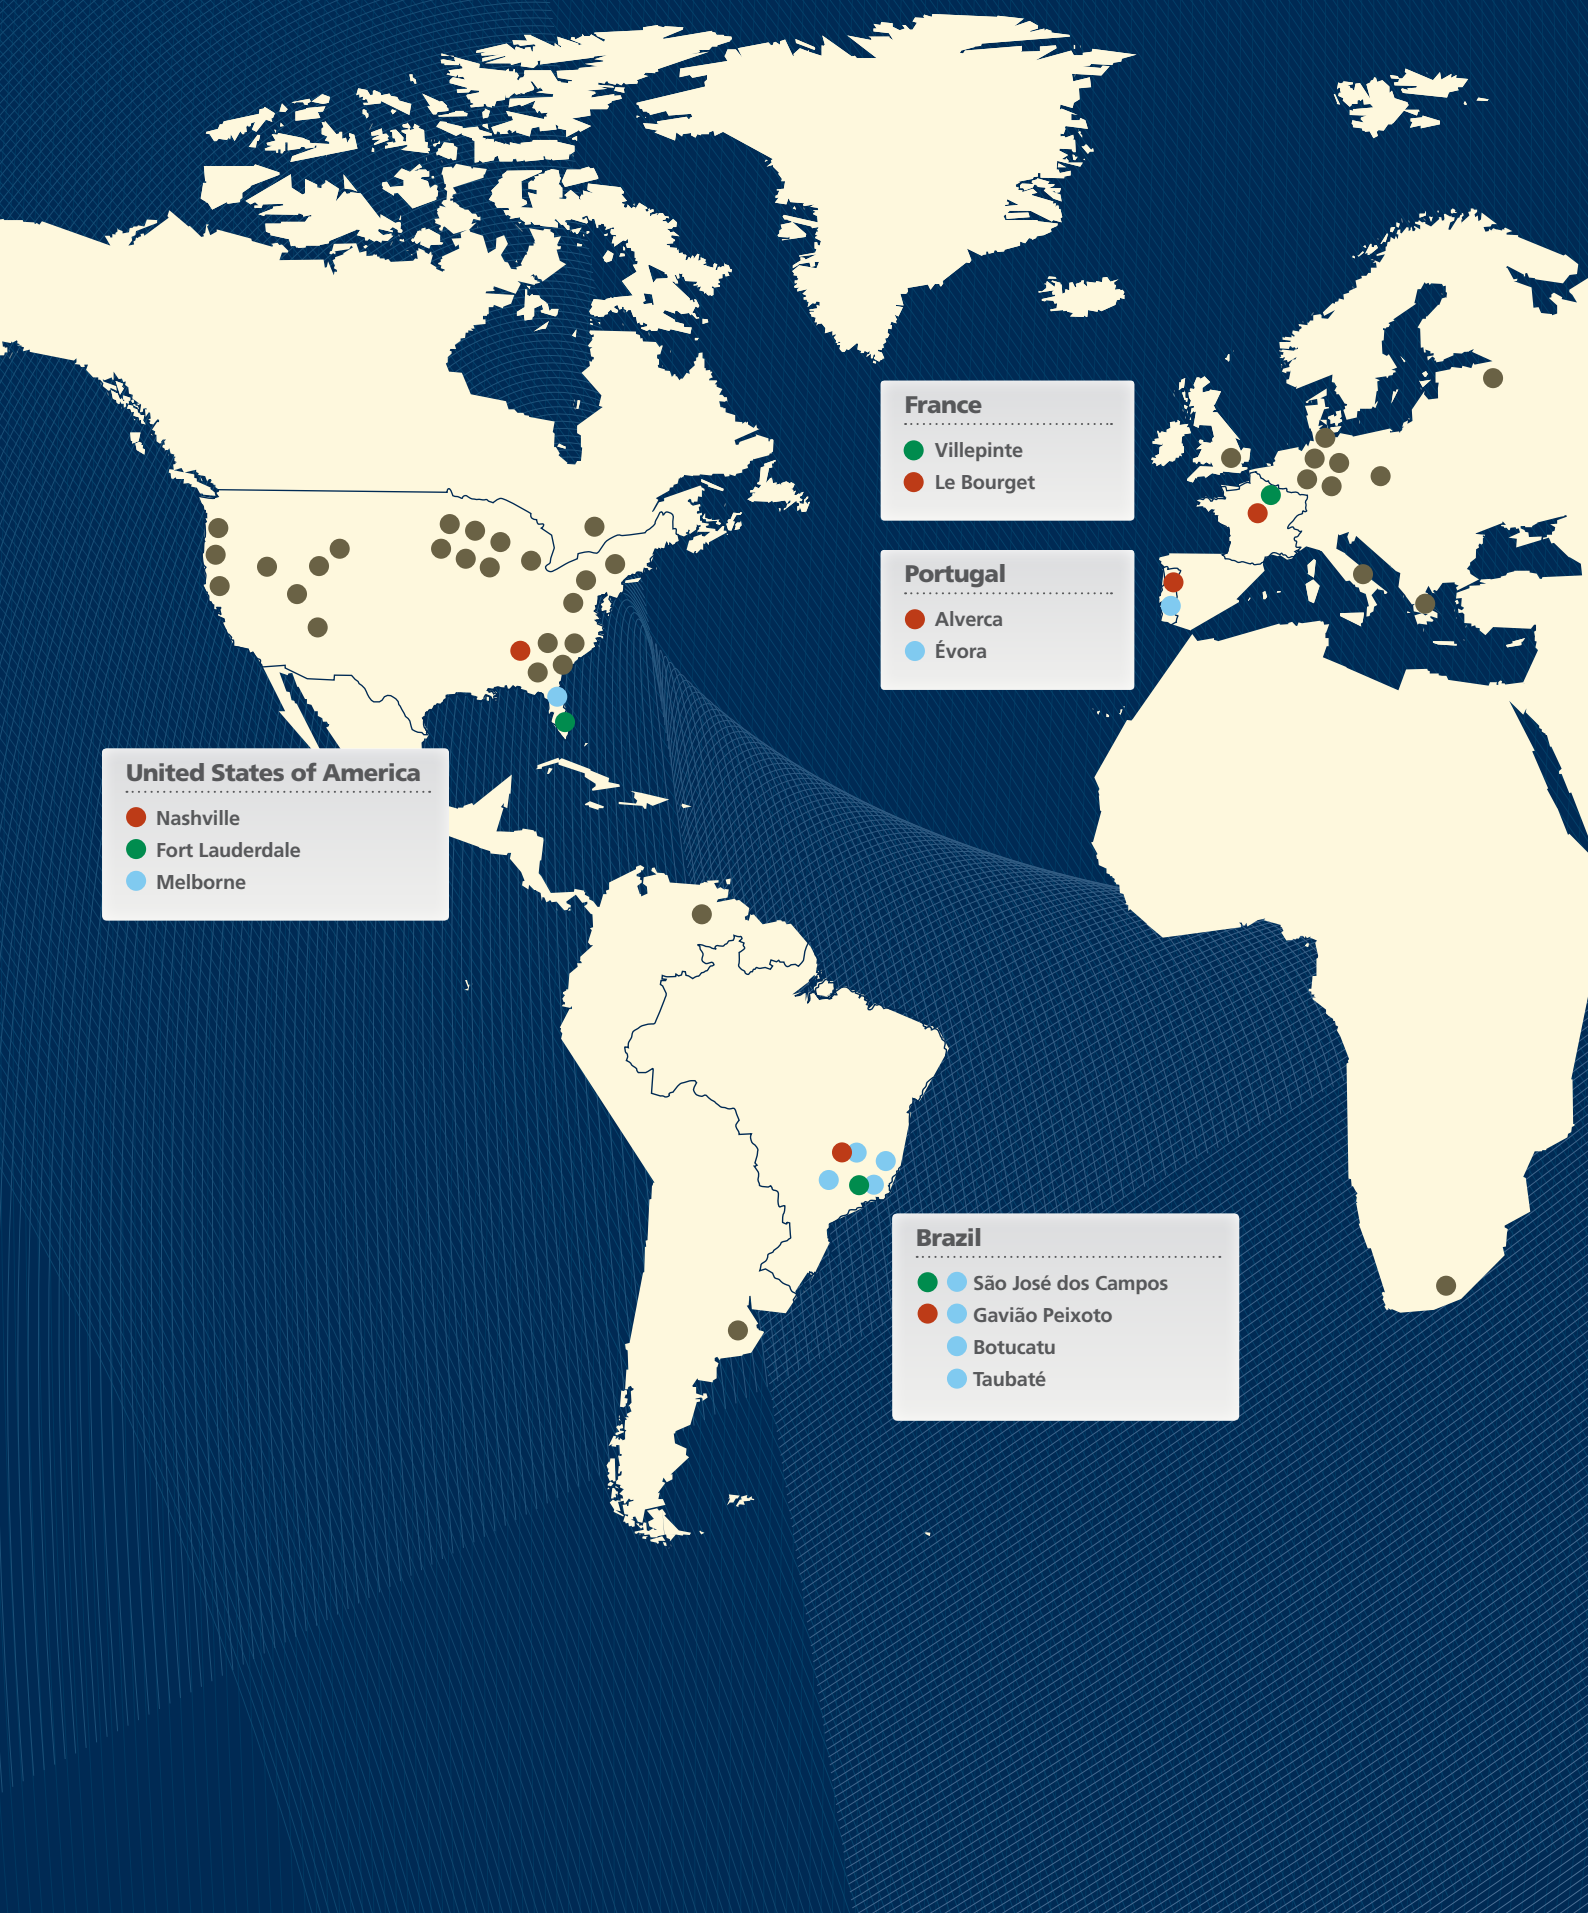 France
Villepinte
Le Bourget
Portugal
Alverca
Évora
United States of America
Nashville
Fort Lauderdale
Melborne
Brazil
São José dos Campos
Gavião Peixoto
Botucatu
Taubaté